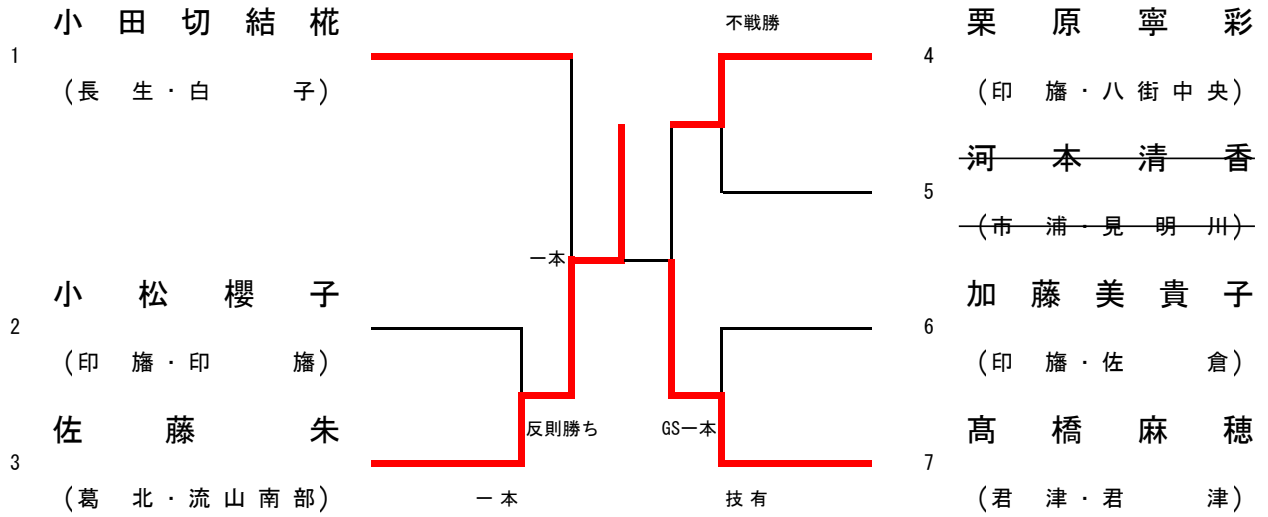 小田切結椛
1
(長生・白子)
小松櫻子
2
(印旛・印旛)
佐藤朱
3
(葛北・流山南部)
一本
反則勝ち
一本
不戦勝
GS一本
技有
栗原寧彩
4
(印旛・八街中央)
河本清香
5
(市浦・見明川)
加藤美貴子
6
(印旛・佐倉)
髙橋麻穂
7
(君津・君津)